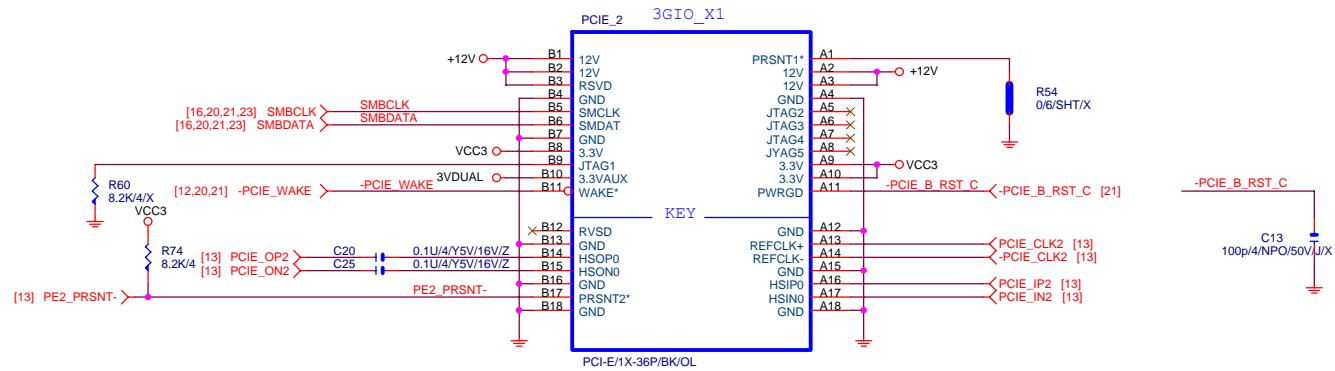 3GIO_X1
PCIE_2
+12V
B1 12V
B2 12V
B3 RSVD
B4 GND
[16,20,21,23] SMBCLK SMBCLK B5 SMCLK
[16,20,21,23] SMBDATA SMBDATA B6 SMDAT
B7 GND
VCC3 B8 3.3V
B9 JTAG1
3VDUAL B10 3.3VAUX
[12,20,21] -PCIE_WAKE -PCIE_WAKE B11 WAKE*
R60
8.2K/4/X
VCC3
R74
8.2K/4
KEY
B12 RVSD
B13 GND
[13] PCIE_OP2 C20 0.1U/4/Y5V/16V/Z B14 HSOP0
[13] PCIE_ON2 C25 0.1U/4/Y5V/16V/Z B15 HSON0
B16 GND
[13] PE2_PRSNT- PE2_PRSNT- B17 PRSNT2*
B18 GND
PRSNT1* A1
12V A2 +12V
12V A3
GND A4
JTAG2 A5
JTAG3 A6
JTAG4 A7
JYAG5 A8
3.3V A9 VCC3
3.3V A10
PWRGD A11 -PCIE_B_RST_C -PCIE_B_RST_C [21]
R54
0/6/SHT/X
-PCIE_B_RST_C
C13
100p/4/NPO/50V/J/X
GND A12
REFCLK+ A13 PCIE_CLK2 [13]
REFCLK- A14 -PCIE_CLK2 [13]
GND A15
HSIP0 A16 PCIE_IP2 [13]
HSIN0 A17 PCIE_IN2 [13]
GND A18
PCI-E/1X-36P/BK/OL